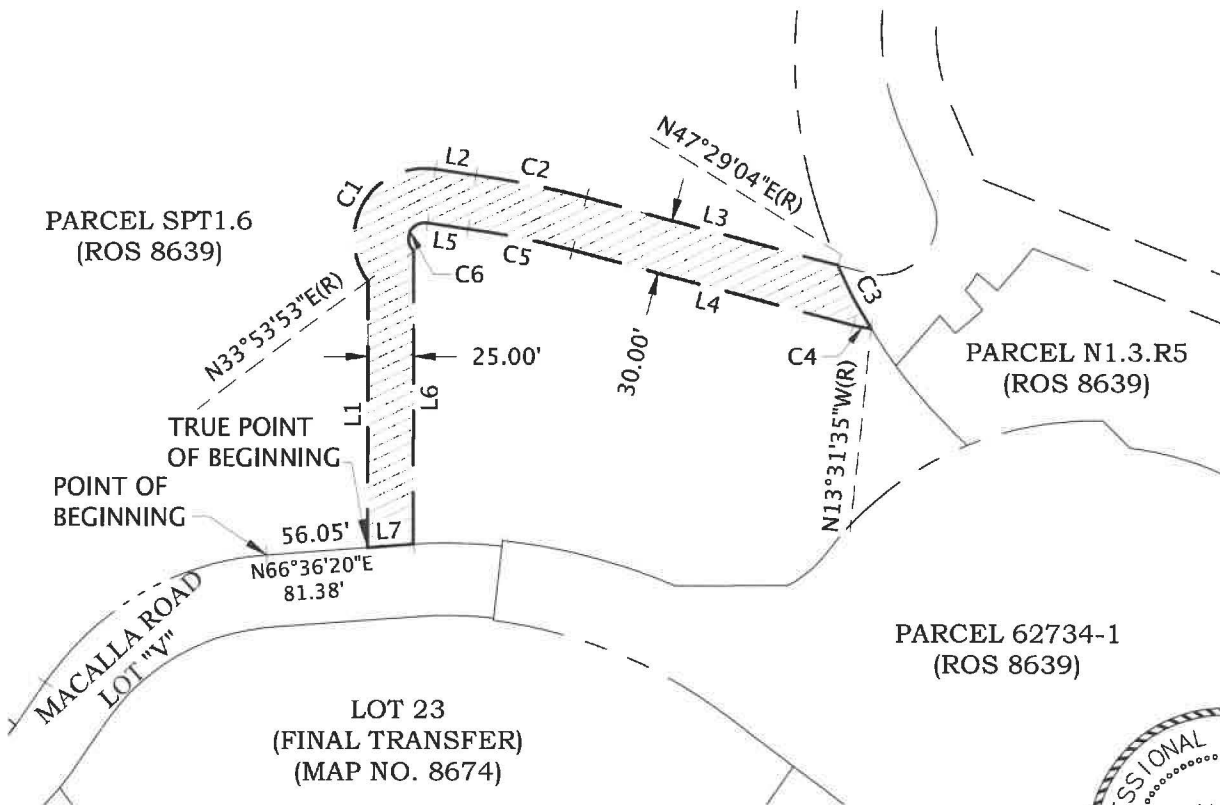 N47°29'04"E(R)
L2
C2
C1
L3
PARCEL SPT1.6
(ROS 8639)
L5
C5
C6
C3
L4
N33°53'53"E(R)
30.00'
C4
PARCEL N1.3.R5
(ROS 8639)
25.00'
L1
L6
TRUE POINT
OF BEGINNING
N13°31'35"W(R)
POINT OF
BEGINNING
56.05'
L7
N66°36'20"E
81.38'
MACALLA ROAD
LOT "V"
PARCEL 62734-1
(ROS 8639)
LOT 23
(FINAL TRANSFER)
(MAP NO. 8674)
SSIONAL